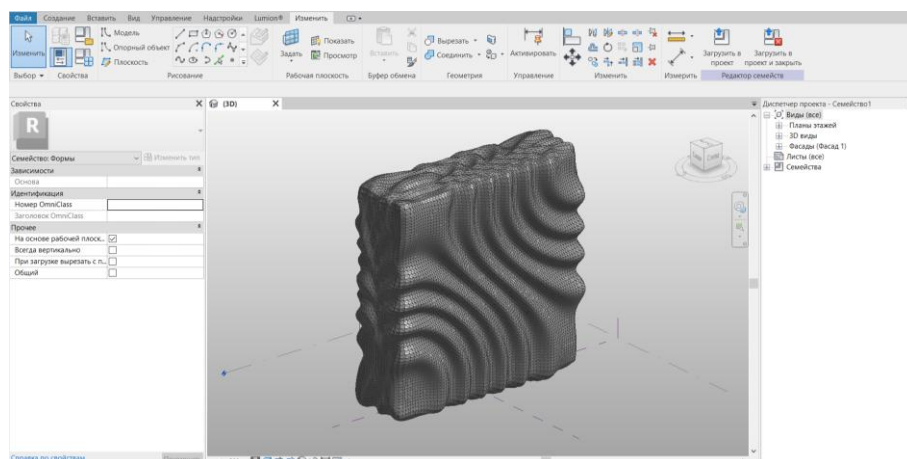 Файл Создание Вставить Вид Управление Надстройки Lumion® Изменить
Изменить
Модель
Опорный объект
Плоскость
Задать
Показать
Просмотр
Вставить
Вырезать
Соединить
Активировать
Загрузить в проект
Загрузить в проект и закрыть
Выбор Свойства Рисование Рабочая плоскость Буфер обмена Геометрия Управление Изменить Измерить Редактор семейств
Свойства
{3D}
Диспетчер проекта - Семейство1
R
Семейство: Формы
Изменить тип
Зависимости
Основа
Идентификация
Номер OmniClass
Заголовок OmniClass
Прочее
На основе рабочей плоск...
Всегда вертикально
При загрузке вырезать с п...
Общий
Справка по свойствам
Виды (все)
Планы этажей
3D виды
Фасады (Фасад 1)
Листы (все)
Семейства